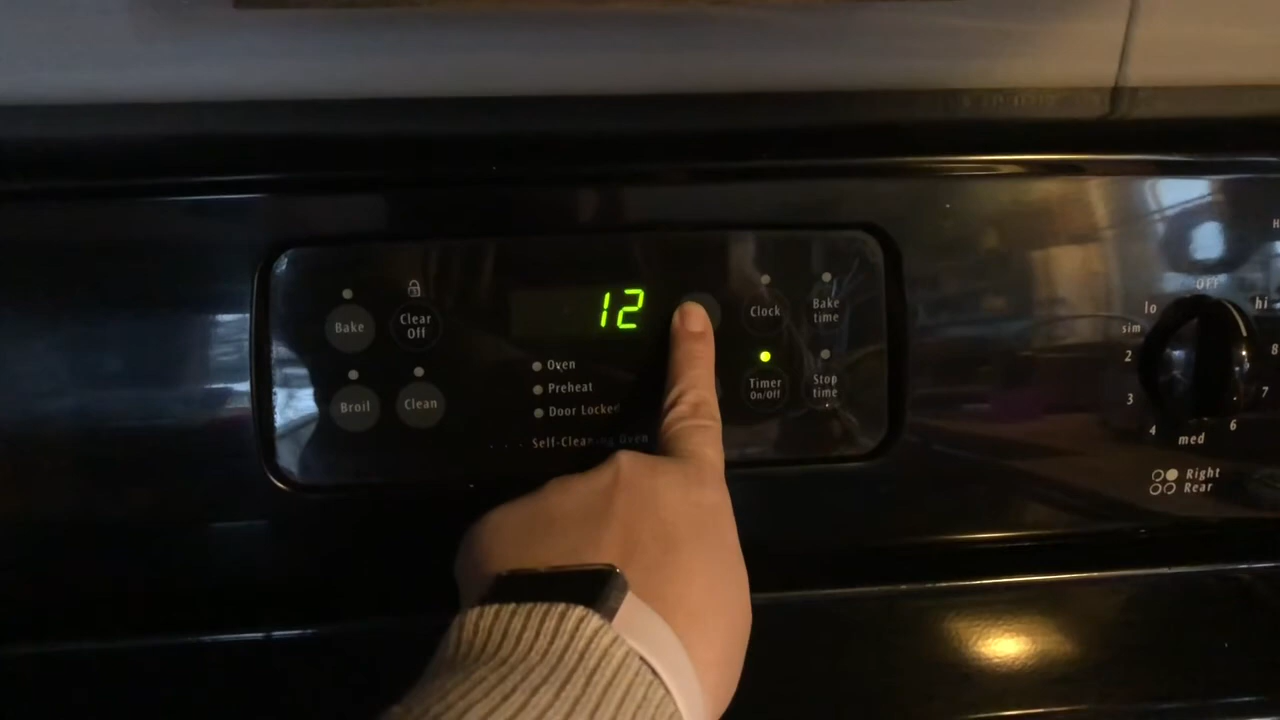 Bake
Clear
Off
Broil
Clean
12
Oven
Preheat
Door Locked
Self-Cleaning Oven
Clock
Bake
time
Timer
On/Off
Stop
time
OFF
lo
hi
sim
2
3
4
med
6
7
8
H
Right
Rear